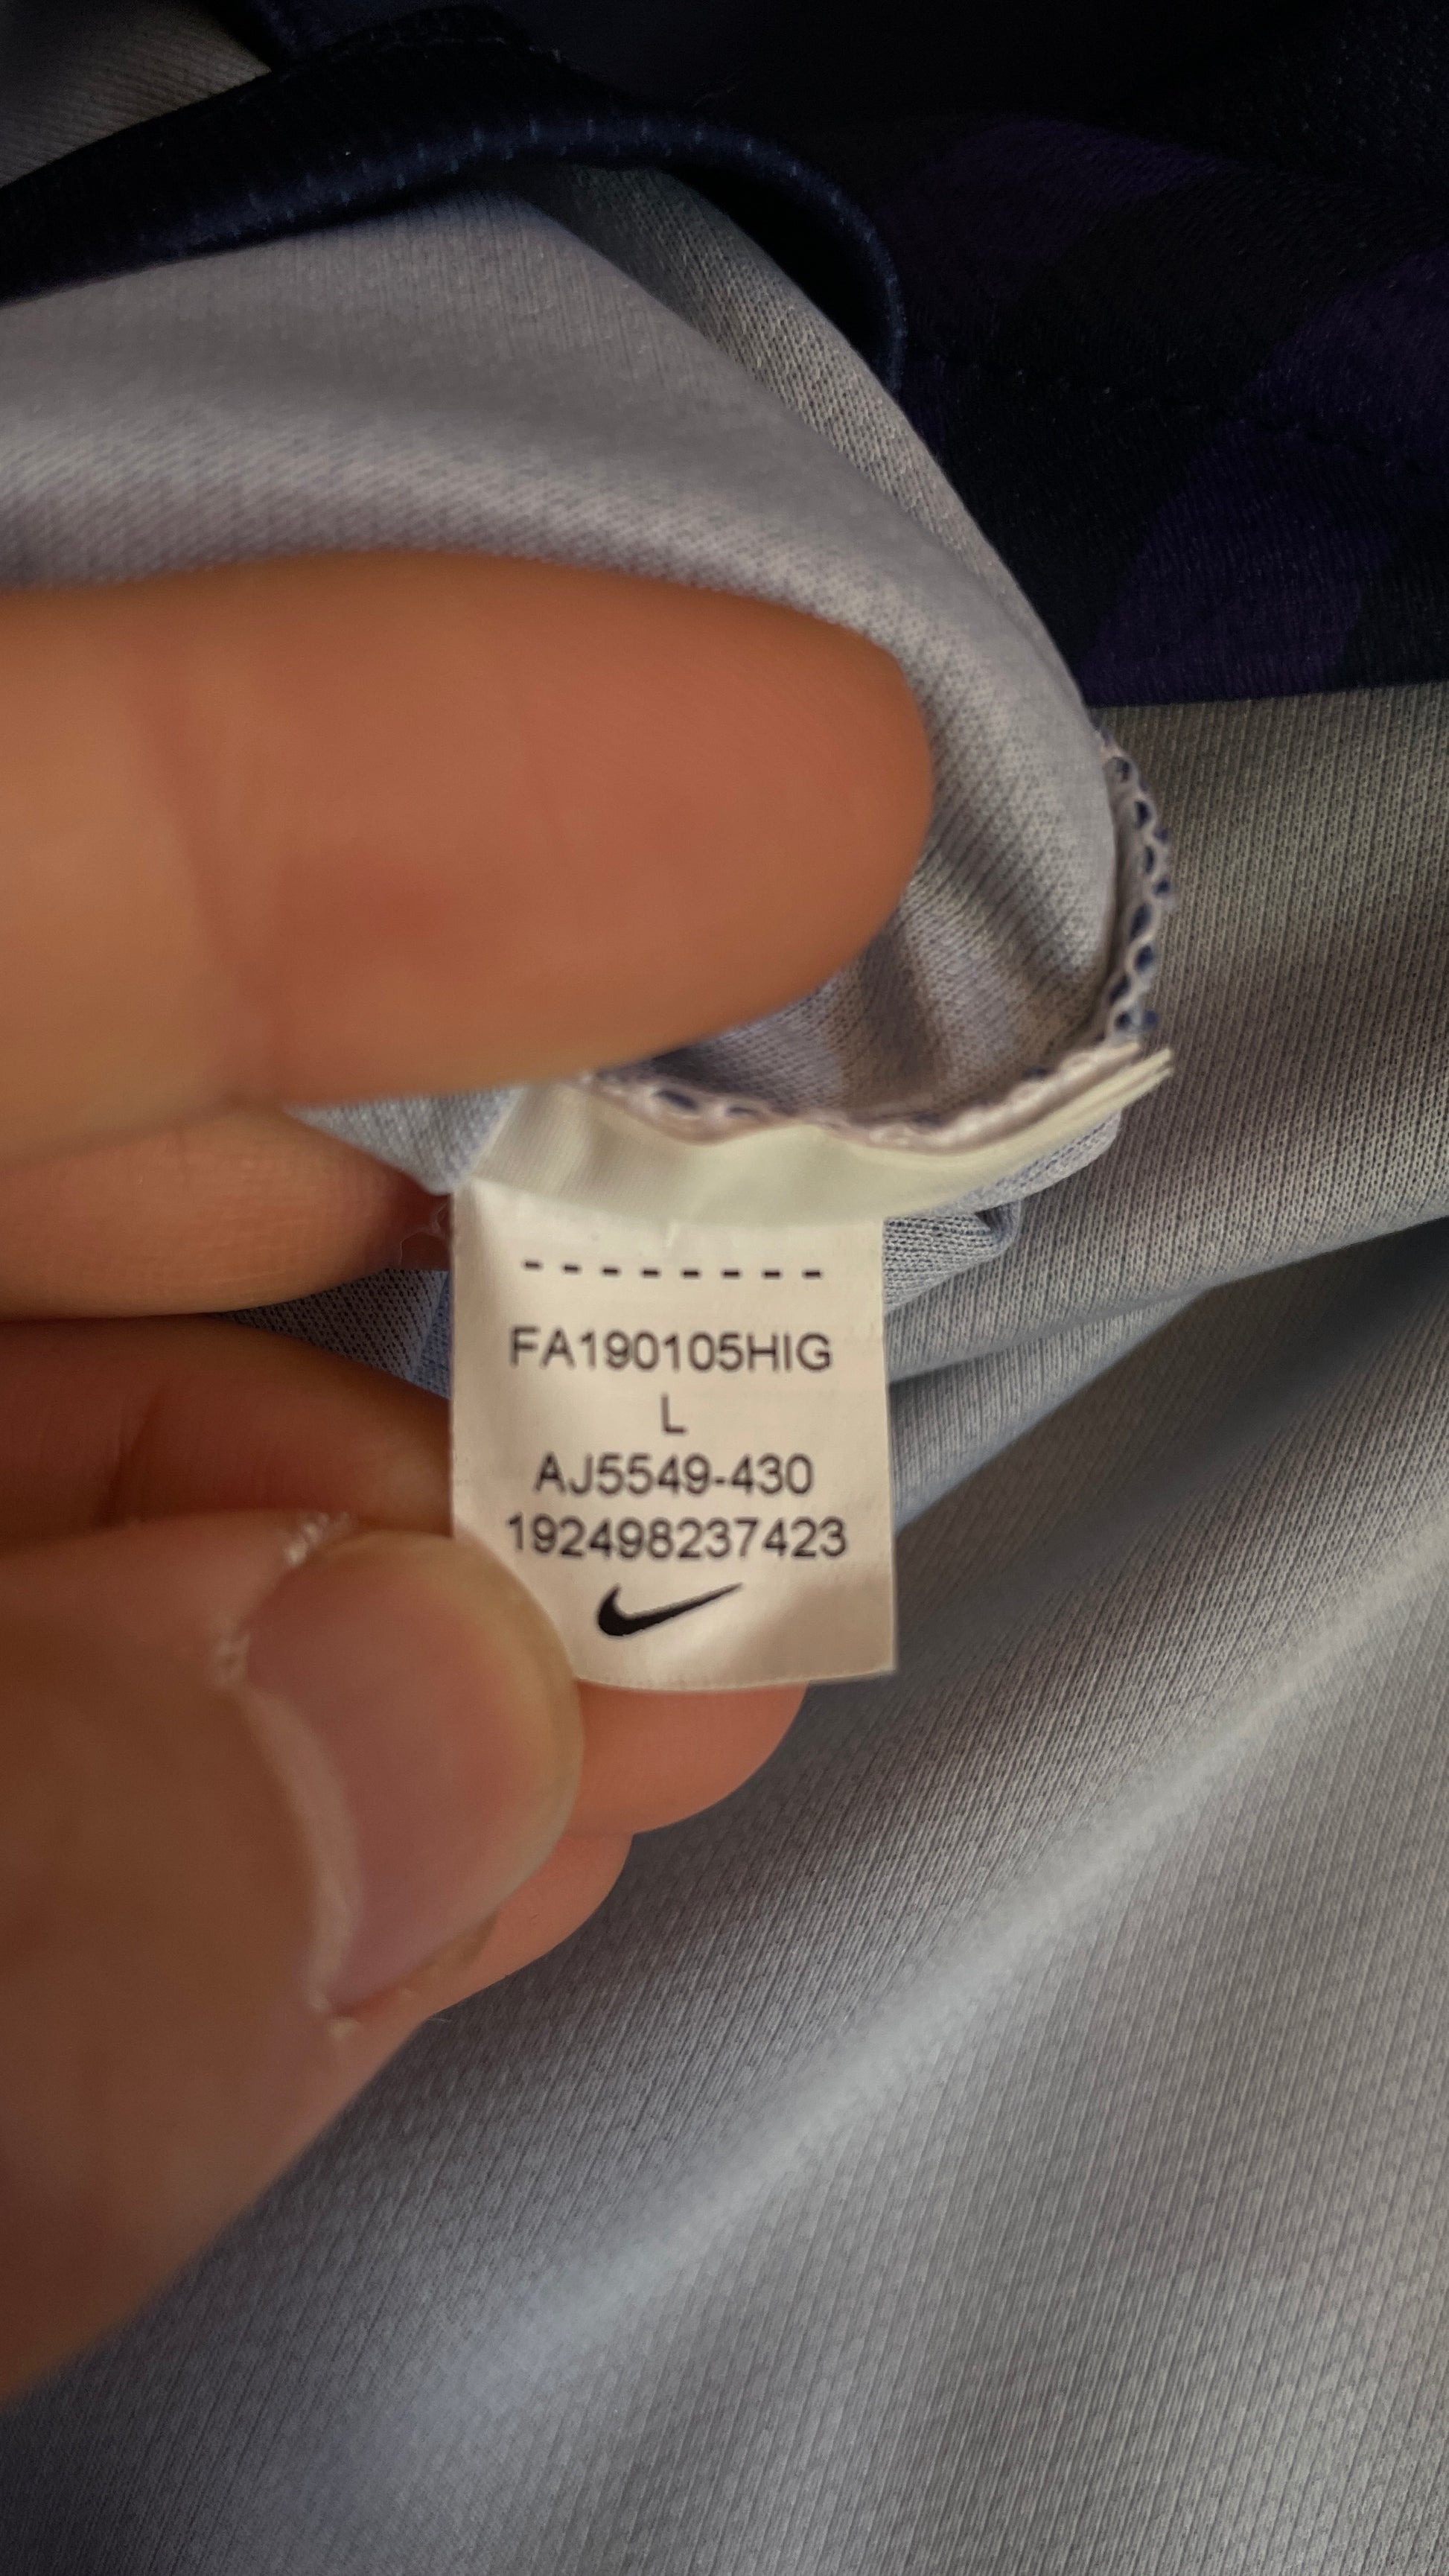 --------
FA190105HIG
L
AJ5549-430
192498237423